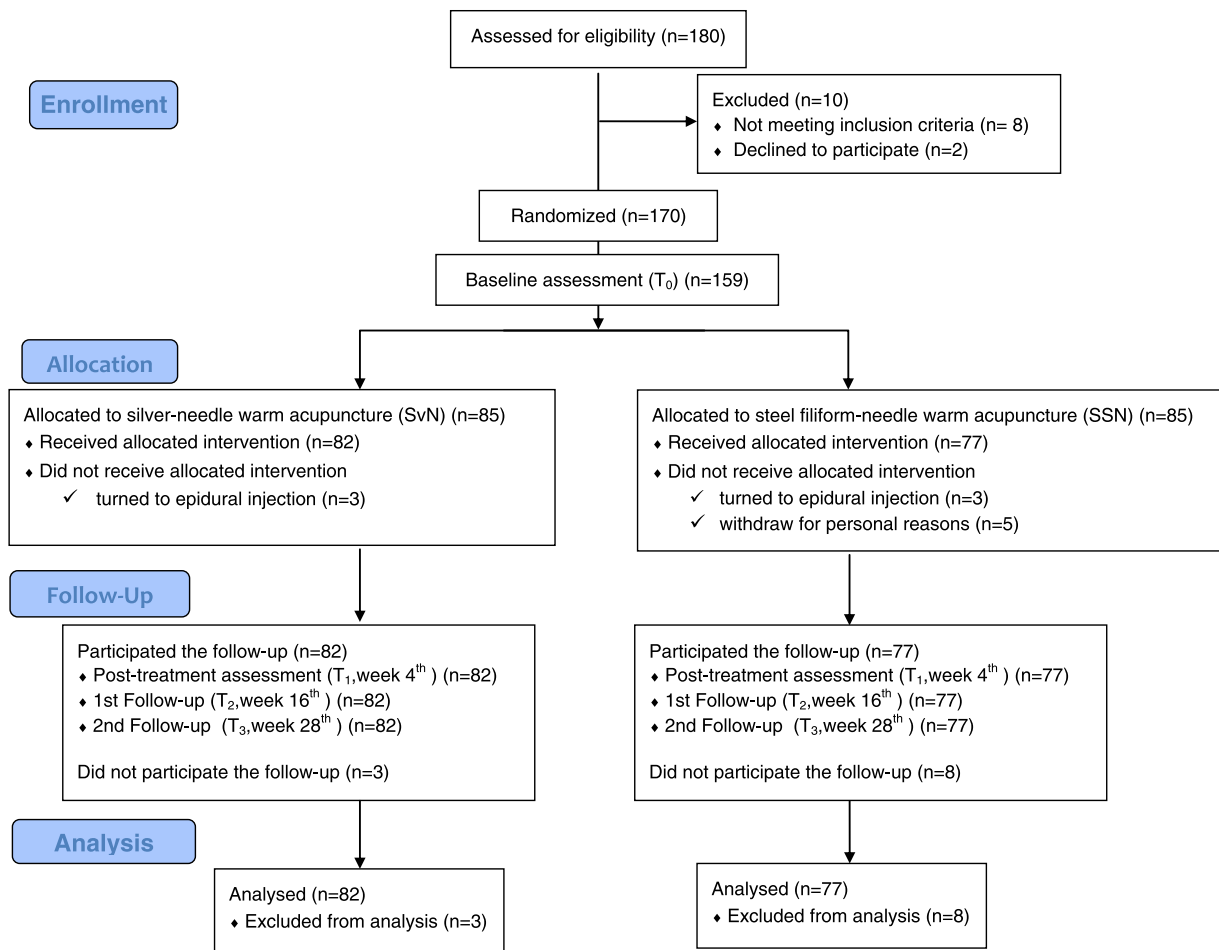 Assessed for eligibility (n=180)
Enrollment
Excluded (n=10)
♦ Not meeting inclusion criteria (n= 8)
♦ Declined to participate (n=2)
Randomized (n=170)
Baseline assessment (T0) (n=159)
Allocation
Allocated to silver-needle warm acupuncture (SvN) (n=85)
♦ Received allocated intervention (n=82)
♦ Did not receive allocated intervention
✓ turned to epidural injection (n=3)
Allocated to steel filiform-needle warm acupuncture (SSN) (n=85)
♦ Received allocated intervention (n=77)
♦ Did not receive allocated intervention
✓ turned to epidural injection (n=3)
✓ withdraw for personal reasons (n=5)
Follow-Up
Participated the follow-up (n=82)
♦ Post-treatment assessment (T1,week 4th ) (n=82)
♦ 1st Follow-up (T2,week 16th ) (n=82)
♦ 2nd Follow-up (T3,week 28th ) (n=82)
Did not participate the follow-up (n=3)
Participated the follow-up (n=77)
♦ Post-treatment assessment (T1,week 4th ) (n=77)
♦ 1st Follow-up (T2,week 16th ) (n=77)
♦ 2nd Follow-up (T3,week 28th ) (n=77)
Did not participate the follow-up (n=8)
Analysis
Analysed (n=82)
♦ Excluded from analysis (n=3)
Analysed (n=77)
♦ Excluded from analysis (n=8)